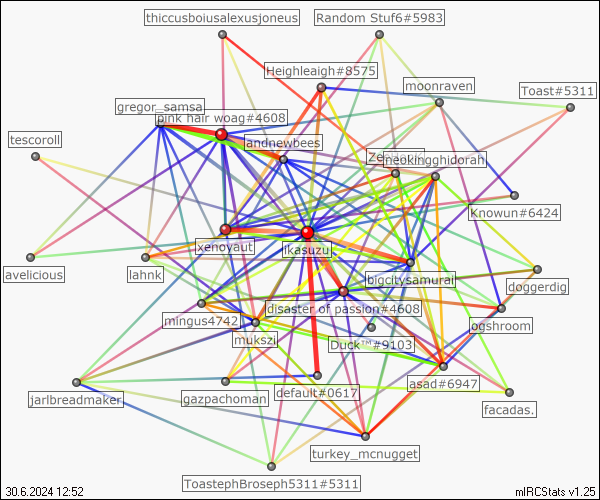 thiccusboiusalexusjoneus
Random Stuf6#5983
Heighleaigh#8575
moonraven
Toast#5311
gregor_samsa
pink hair woag#4608
tescoroll
landnewbees
neokingghidorah
Knowun#6424
xenoyaut
ikasuzu
avelicious
lahnk
bigcitysamurai
doggerdig
disaster of passion#4608
mingus4742
ogshroom
mukszi
Duck™#9103
asad#6947
default#0617
jarlbreadmaker
gazpachoman
facadas.
turkey_mcnugget
ToastephBroseph5311#5311
30.6.2024 12:52
mIRCStats v1.25